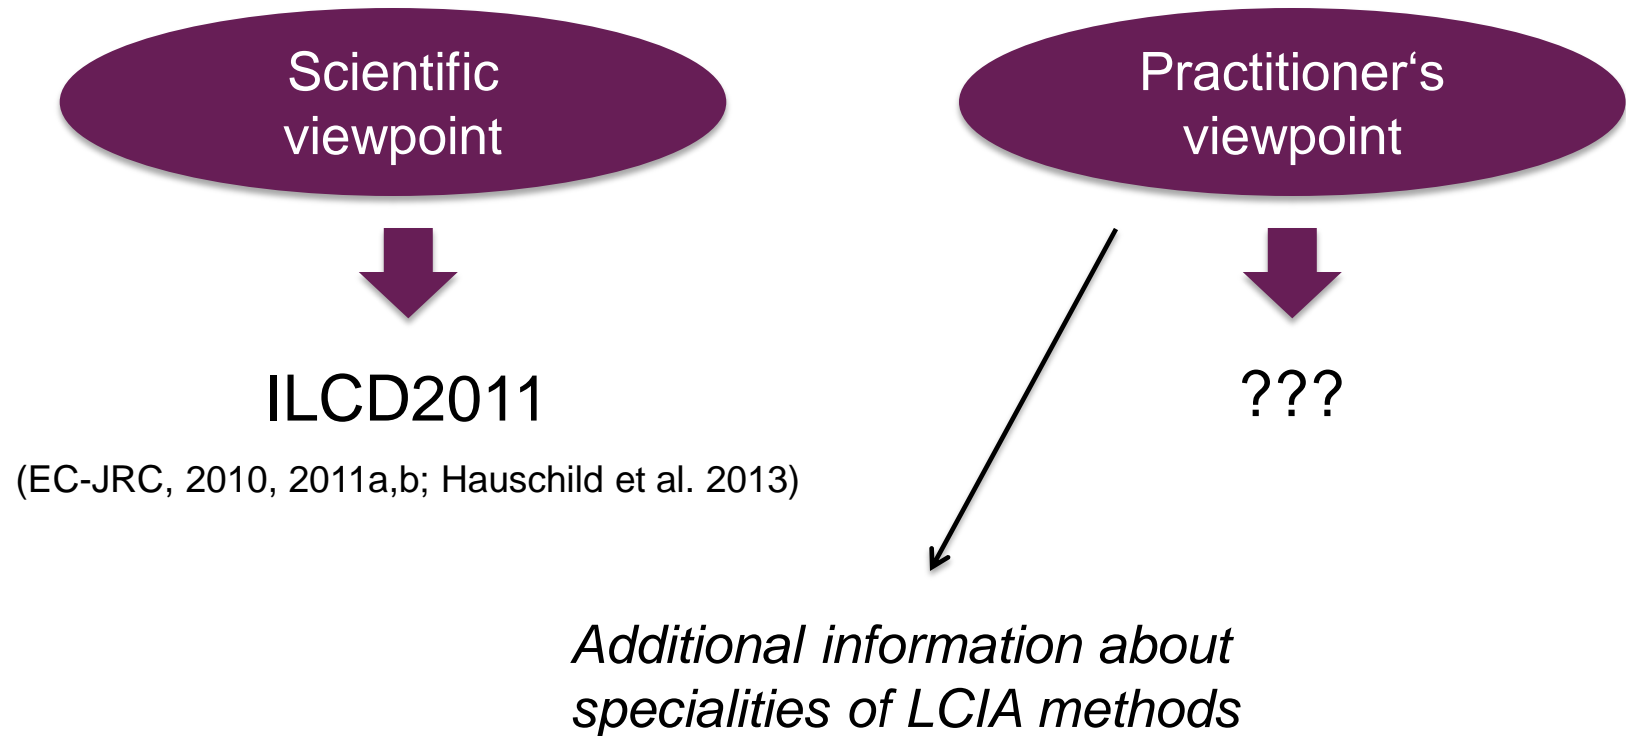 Scientific
viewpoint
Practitioner‘s
viewpoint
ILCD2011
(EC-JRC, 2010, 2011a,b; Hauschild et al. 2013)
???
Additional information about
specialities of LCIA methods